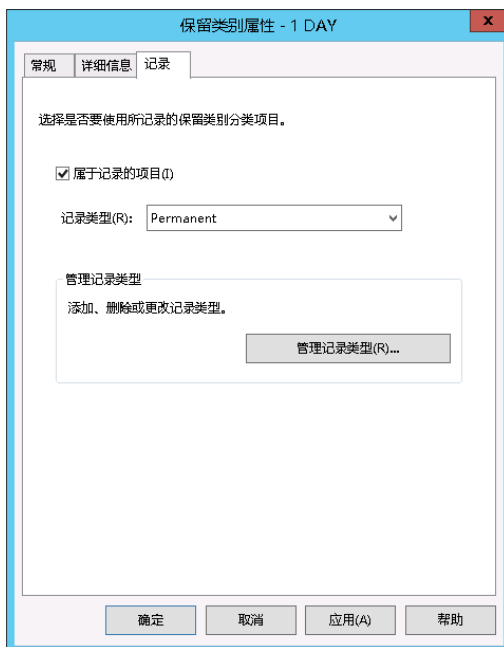 保留类别属性 - 1 DAY
x
常规 详细信息 记录
选择是否要使用所记录的保留类别分类项目。
属于记录的项目(I)
记录类型(R): Permanent
管理记录类型
添加、删除或更改记录类型。
管理记录类型(R)...
确定 取消 应用(A) 帮助